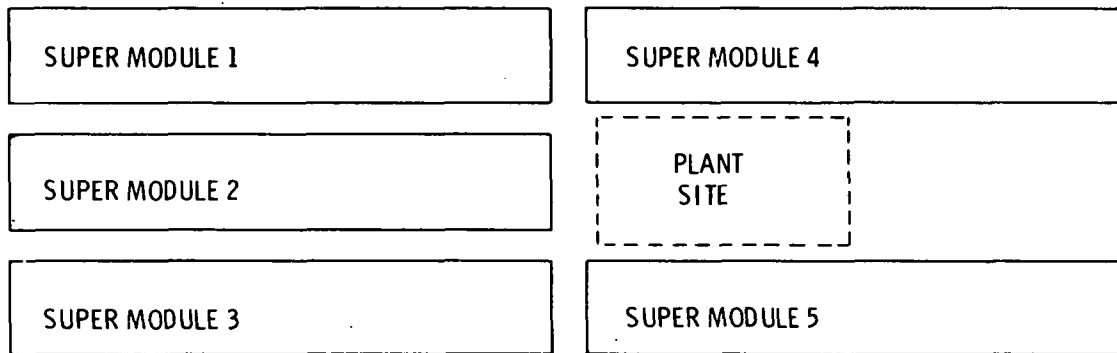 SUPER MODULE 1
SUPER MODULE 4
SUPER MODULE 2
PLANT
SITE
SUPER MODULE 3
SUPER MODULE 5